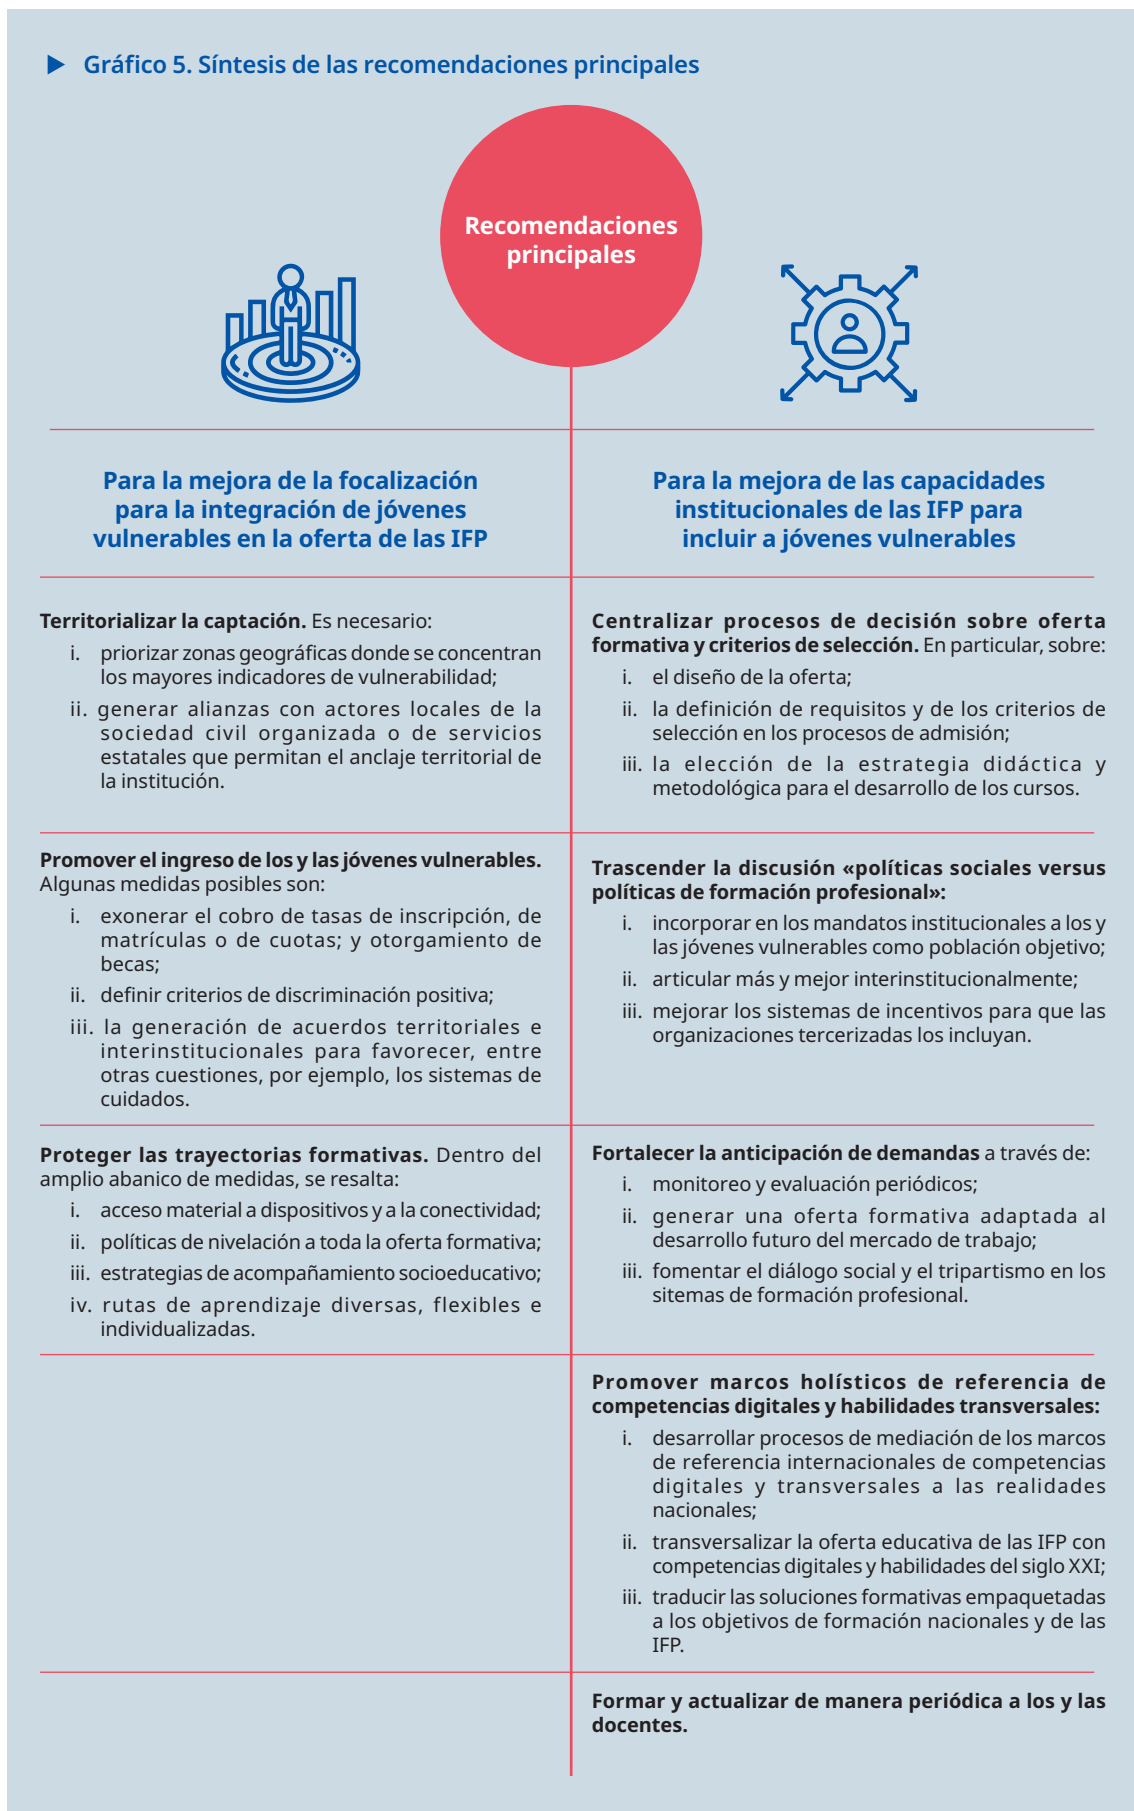 Gráfico 5. Síntesis de las recomendaciones principales
Recomendaciones
principales
Para la mejora de la focalización
para la integración de jóvenes
vulnerables en la oferta de las IFP
Territorializar la captación. Es necesario:
i. priorizar zonas geográficas donde se concentran
los mayores indicadores de vulnerabilidad;
ii. generar alianzas con actores locales de la
sociedad civil organizada o de servicios
estatales que permitan el anclaje territorial de
la institución.
Promover el ingreso de los y las jóvenes vulnerables.
Algunas medidas posibles son:
i. exonerar el cobro de tasas de inscripción, de
matrículas o de cuotas; y otorgamiento de
becas;
ii. definir criterios de discriminación positiva;
iii. la generación de acuerdos territoriales e
interinstitucionales para favorecer, entre
otras cuestiones, por ejemplo, los sistemas de
cuidados.
Proteger las trayectorias formativas. Dentro del
amplio abanico de medidas, se resalta:
i. acceso material a dispositivos y a la conectividad;
ii. políticas de nivelación a toda la oferta formativa;
iii. estrategias de acompañamiento socioeducativo;
iv. rutas de aprendizaje diversas, flexibles e
individualizadas.
Para la mejora de las capacidades
institucionales de las IFP para
incluir a jóvenes vulnerables
Centralizar procesos de decisión sobre oferta
formativa y criterios de selección. En particular, sobre:
i. el diseño de la oferta;
ii. la definición de requisitos y de los criterios de
selección en los procesos de admisión;
iii. la elección de la estrategia didáctica y
metodológica para el desarrollo de los cursos.
Trascender la discusión «políticas sociales versus
políticas de formación profesional»:
i. incorporar en los mandatos institucionales a los y
las jóvenes vulnerables como población objetivo;
ii. articular más y mejor interinstitucionalmente;
iii. mejorar los sistemas de incentivos para que las
organizaciones tercerizadas los incluyan.
Fortalecer la anticipación de demandas a través de:
i. monitoreo y evaluación periódicos;
ii. generar una oferta formativa adaptada al
desarrollo futuro del mercado de trabajo;
iii. fomentar el diálogo social y el tripartismo en los
sitemas de formación profesional.
Promover marcos holísticos de referencia de
competencias digitales y habilidades transversales:
i. desarrollar procesos de mediación de los marcos
de referencia internacionales de competencias
digitales y transversales a las realidades
nacionales;
ii. transversalizar la oferta educativa de las IFP con
competencias digitales y habilidades del siglo XXI;
iii. traducir las soluciones formativas empaquetadas
a los objetivos de formación nacionales y de las
IFP.
Formar y actualizar de manera periódica a los y las
docentes.